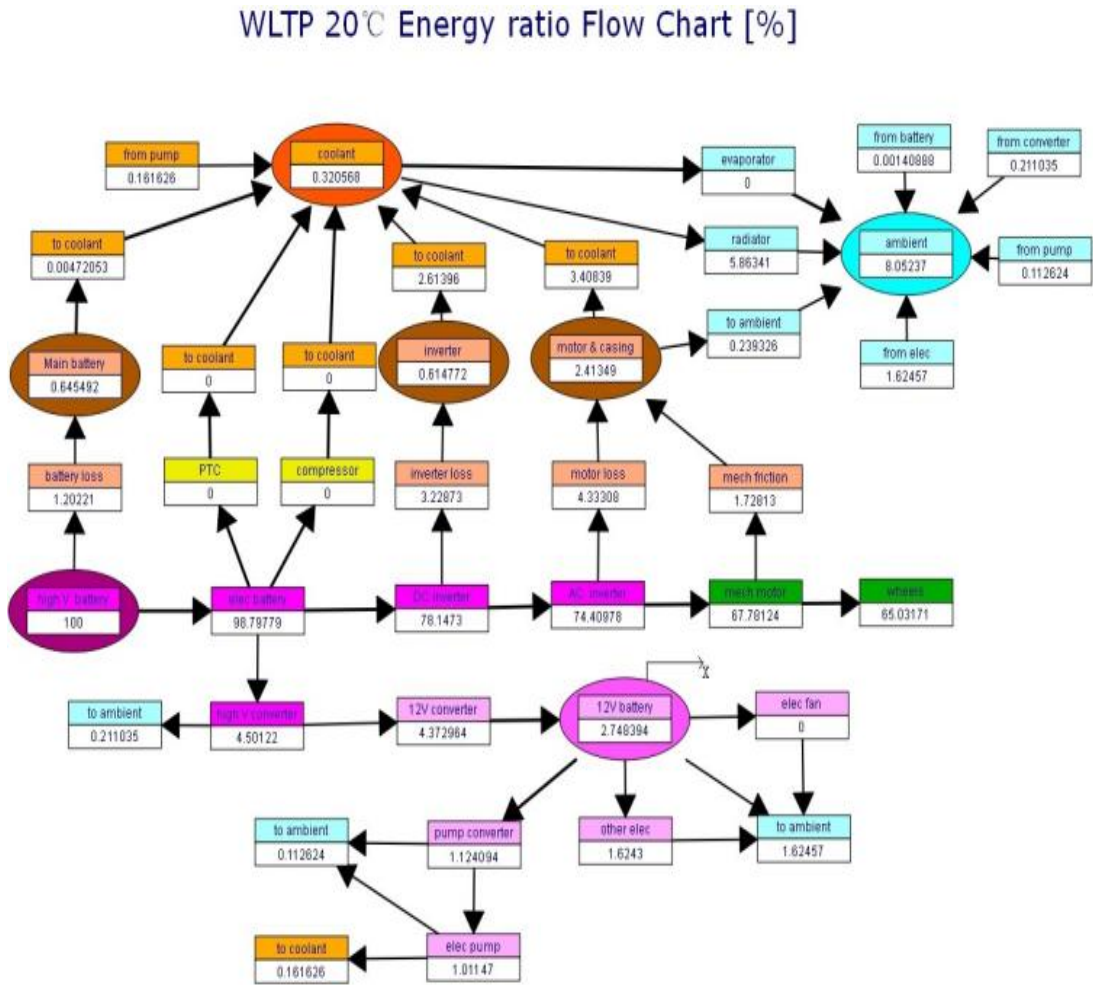 WLTP 20℃ Energy ratio Flow Chart [%]
from pump
0.161626
coolant
0.320568
evaporator
0
from battery
0.00140888
from converter
0.211035
to coolant
0.00472053
to coolant
2.61396
to coolant
3.40839
radiator
5.86341
ambient
8.05237
from pump
0.112624
Main battery
0.645492
to coolant
0
to coolant
0
inverter
0.614772
motor & casing
2.41349
to ambient
0.239326
from elec
1.62457
battery loss
1.20221
PTC
0
compressor
0
inverter loss
3.22873
motor loss
4.33308
mech friction
1.72813
high V battery
100
elec battery
98.79779
DC inverter
78.1473
AC inverter
74.40978
mech motor
67.78124
wheels
65.03171
X
to ambient
0.211035
high V converter
4.50122
12V converter
4.372964
12V battery
2.748394
elec fan
0
to ambient
0.112624
pump converter
1.124094
other elec
1.6243
to ambient
1.62457
to coolant
0.161626
elec pump
1.01147